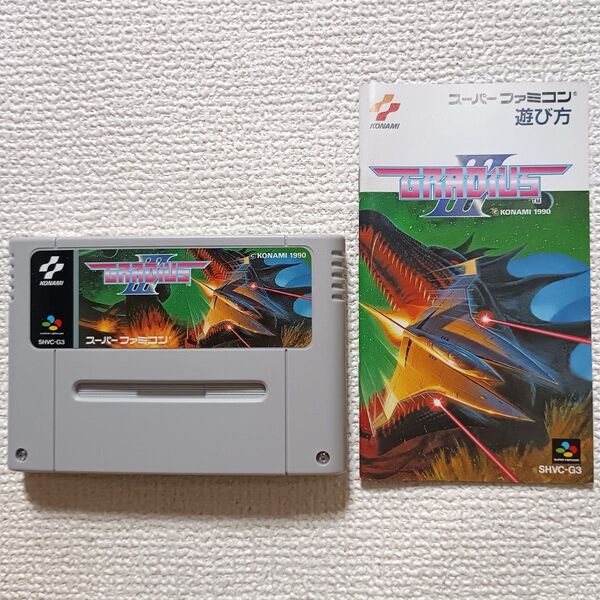 KONAMI
GRADIUS III
© KONAMI 1990
スーパーファミコン
SHVC-G3
KONAMI
スーパーファミコン®
遊び方
GRADIUS III
TM
© KONAMI 1990
SHVC-G3